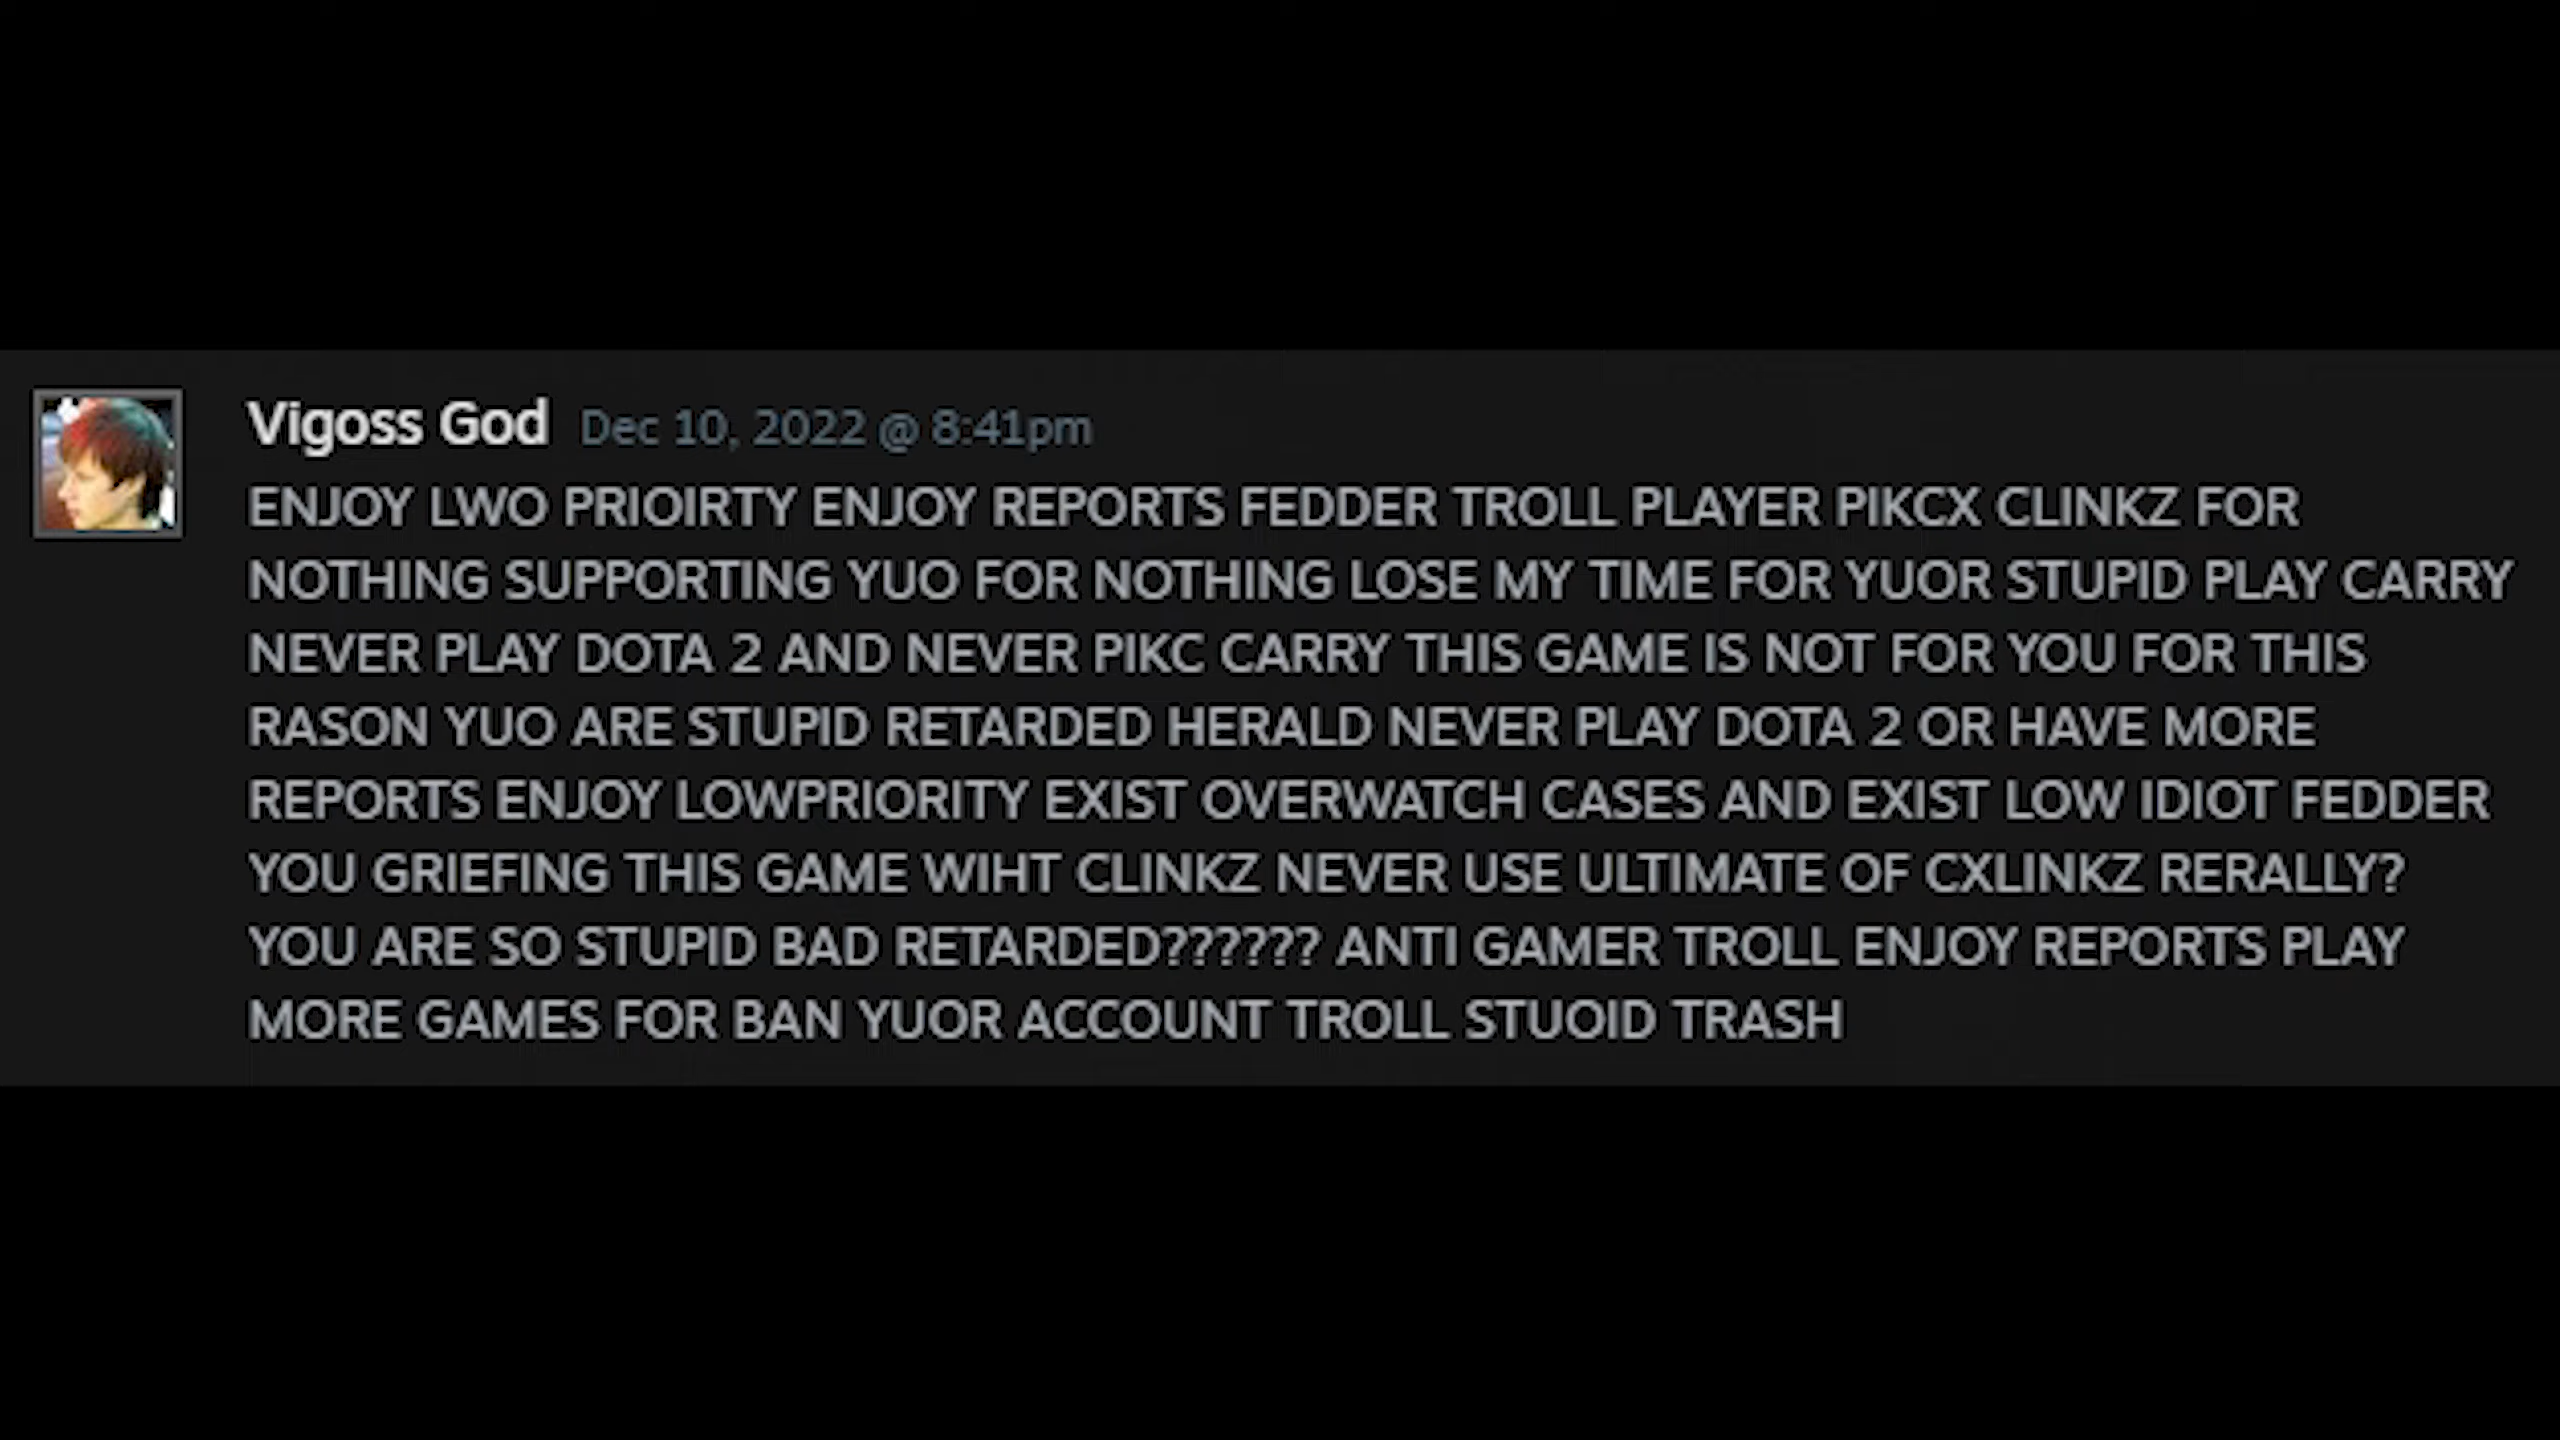 Vigoss God Dec 10, 2022 @ 8:41pm
ENJOY LWO PRIOIRTY ENJOY REPORTS FEDDER TROLL PLAYER PIKCX CLINKZ FOR
NOTHING SUPPORTING YUO FOR NOTHING LOSE MY TIME FOR YUOR STUPID PLAY CARRY
NEVER PLAY DOTA 2 AND NEVER PIKC CARRY THIS GAME IS NOT FOR YOU FOR THIS
RASON YUO ARE STUPID RETARDED HERALD NEVER PLAY DOTA 2 OR HAVE MORE
REPORTS ENJOY LOWPRIORITY EXIST OVERWATCH CASES AND EXIST LOW IDIOT FEDDER
YOU GRIEFING THIS GAME WIHT CLINKZ NEVER USE ULTIMATE OF CXLINKZ RERALLY?
YOU ARE SO STUPID BAD RETARDED?????? ANTI GAMER TROLL ENJOY REPORTS PLAY
MORE GAMES FOR BAN YUOR ACCOUNT TROLL STUOID TRASH